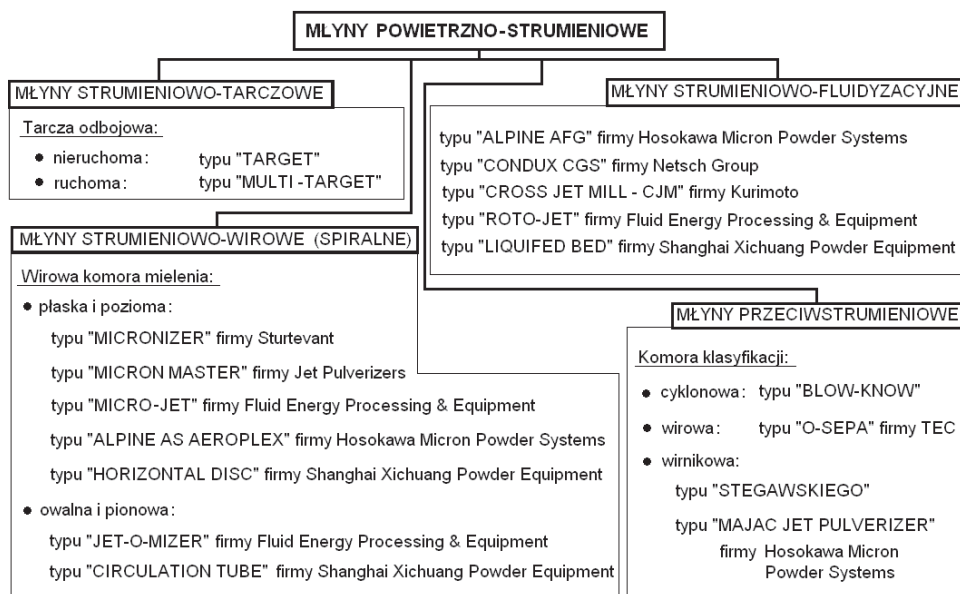 MŁYNY POWIETRZNO-STRUMIENIOWE
MŁYNY STRUMIENIOWO-TARCZOWE
Tarcza odbojowa:
• nieruchoma: typu "TARGET"
• ruchoma: typu "MULTI -TARGET"
MŁYNY STRUMIENIOWO-FLUIDYZACYJNE
typu "ALPINE AFG" firmy Hosokawa Micron Powder Systems
typu "CONDUX CGS" firmy Netsch Group
typu "CROSS JET MILL - CJM" firmy Kurimoto
typu "ROTO-JET" firmy Fluid Energy Processing & Equipment
typu "LIQUIFED BED" firmy Shanghai Xichuang Powder Equipment
MŁYNY STRUMIENIOWO-WIROWE (SPIRALNE)
Wirowa komora mielenia:
• płaska i pozioma:
typu "MICRONIZER" firmy Sturtevant
typu "MICRON MASTER" firmy Jet Pulverizers
typu "MICRO-JET" firmy Fluid Energy Processing & Equipment
typu "ALPINE AS AEROPLEX" firmy Hosokawa Micron Powder Systems
typu "HORIZONTAL DISC" firmy Shanghai Xichuang Powder Equipment
• owalna i pionowa:
typu "JET-O-MIZER" firmy Fluid Energy Processing & Equipment
typu "CIRCULATION TUBE" firmy Shanghai Xichuang Powder Equipment
MŁYNY PRZECIWSTRUMIENIOWE
Komora klasyfikacji:
• cyklonowa: typu "BLOW-KNOW"
• wirowa: typu "O-SEPA" firmy TEC
• wirnikowa:
typu "STEGAWSKIEGO"
typu "MAJAC JET PULVERIZER"
firmy Hosokawa Micron
Powder Systems